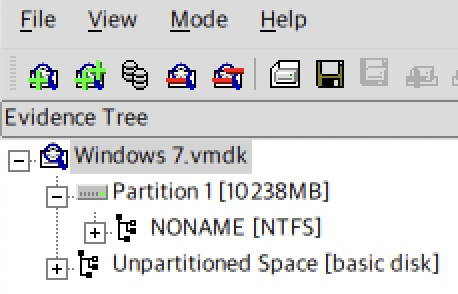 File View Mode Help
Evidence Tree
Windows 7.vmdk
Partition 1 [10238MB]
NONAME [NTFS]
Unpartitioned Space [basic disk]